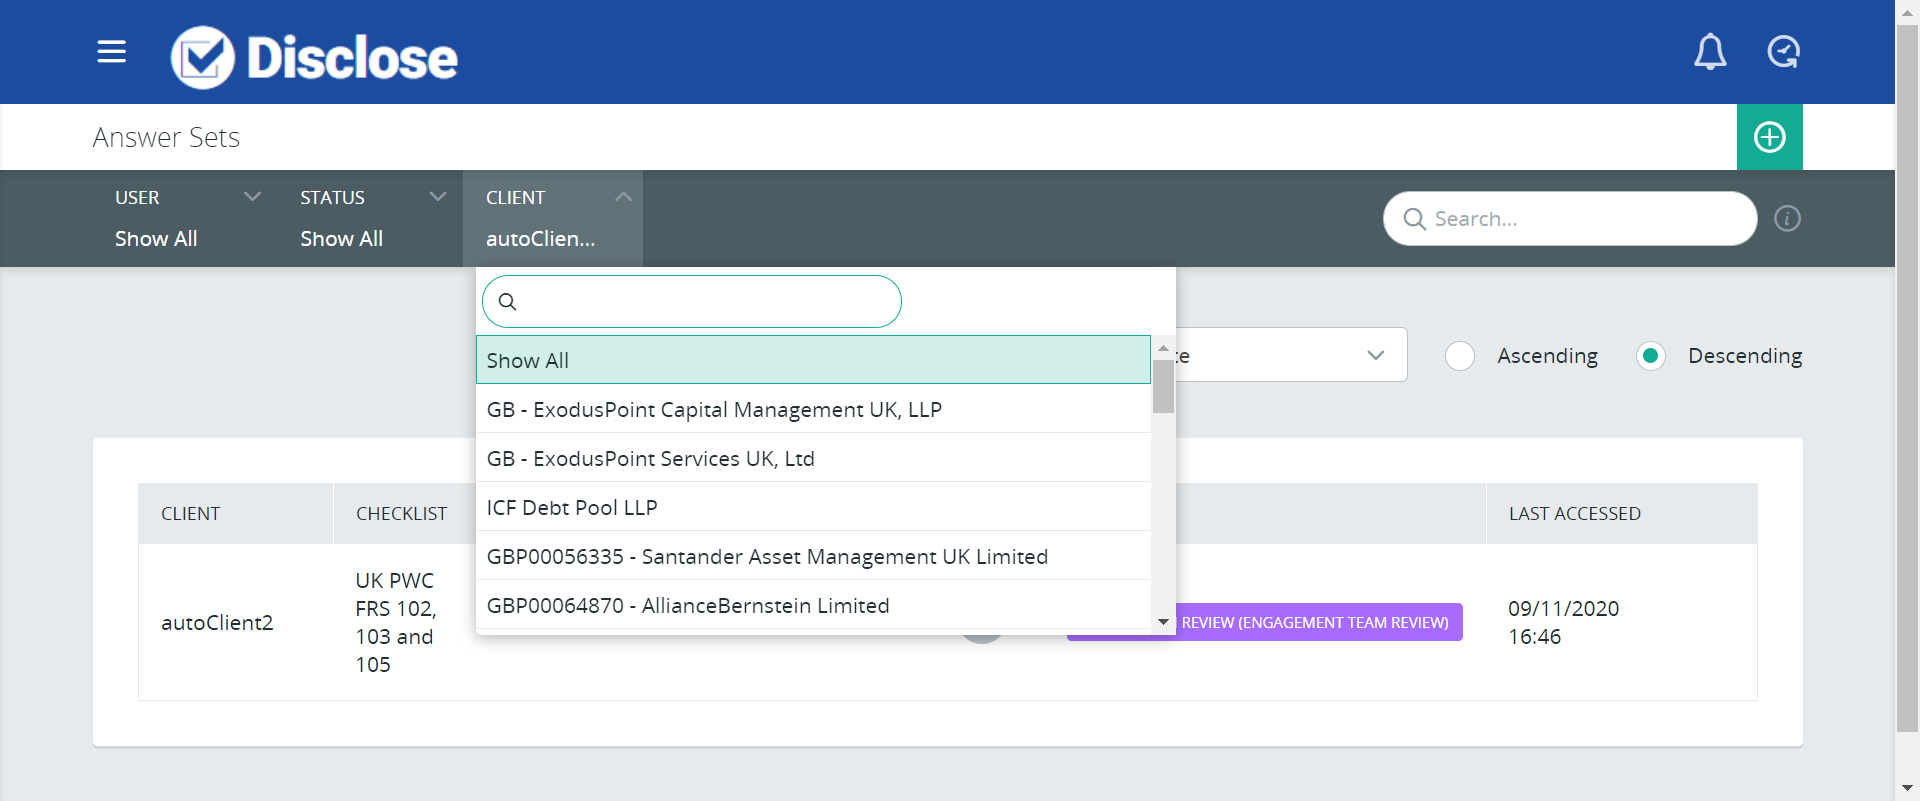 Disclose
Answer Sets
USER
Show All
STATUS
Show All
CLIENT
autoClien...
Search...
Show All
GB - ExodusPoint Capital Management UK, LLP
GB - ExodusPoint Services UK, Ltd
ICF Debt Pool LLP
GBP00056335 - Santander Asset Management UK Limited
GBP00064870 - AllianceBernstein Limited
Ascending
Descending
CLIENT
CHECKLIST
LAST ACCESSED
autoClient2
UK PWC
FRS 102,
103 and
105
REVIEW (ENGAGEMENT TEAM REVIEW)
09/11/2020
16:46